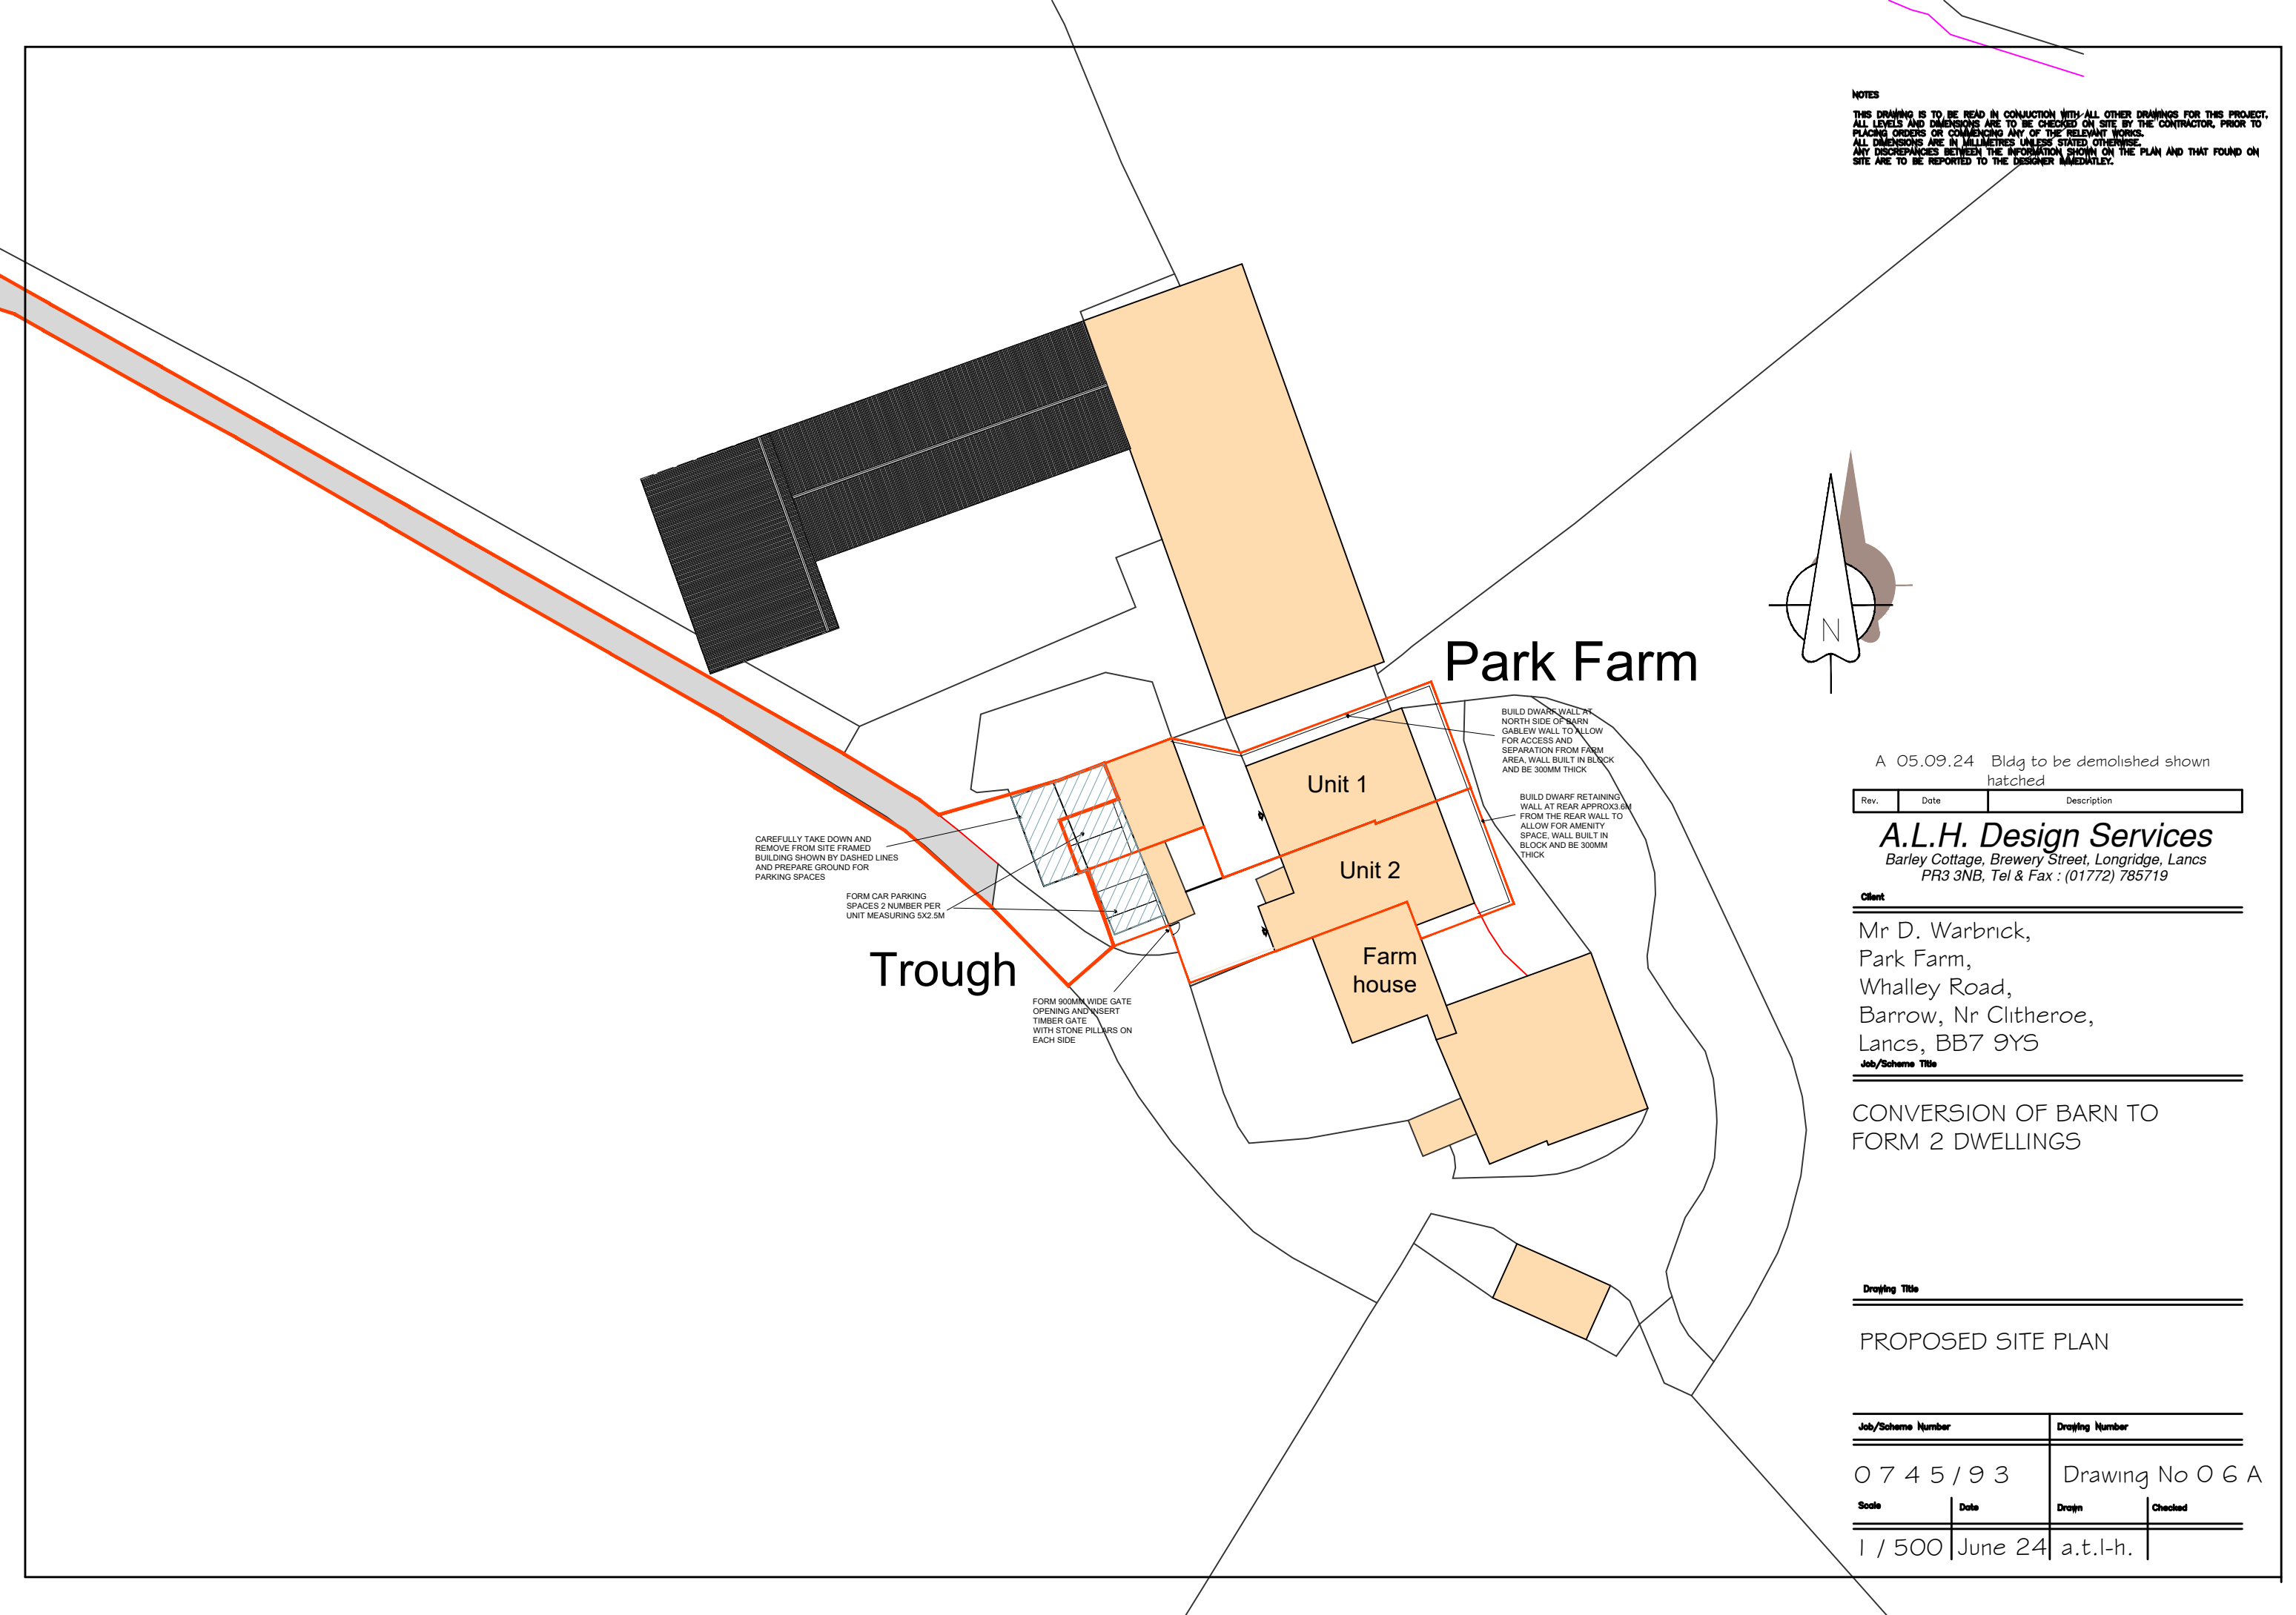 NOTES
THIS DRAWING IS TO BE READ IN CONJUCTION WITH ALL OTHER DRAWINGS FOR THIS PROJECT.
ALL LEVELS AND DIMENSIONS ARE TO BE CHECKED ON SITE BY THE CONTRACTOR, PRIOR TO
PLACING ORDERS OR COMMENCING ANY OF THE RELEVANT WORKS.
ALL DIMENSIONS ARE IN MILLIMETRES UNLESS STATED OTHERWISE.
ANY DISCREPANCIES BETWEEN THE INFORMATION SHOWN ON THE PLAN AND THAT FOUND ON
SITE ARE TO BE REPORTED TO THE DESIGNER IMMEDIATLEY.
N
Park Farm
BUILD DWARF WALL AT
NORTH SIDE OF BARN
GABLEW WALL TO ALLOW
FOR ACCESS AND
SEPARATION FROM FARM
AREA, WALL BUILT IN BLOCK
AND BE 300MM THICK
BUILD DWARF RETAINING
WALL AT REAR APPROX3.6M
FROM THE REAR WALL TO
ALLOW FOR AMENITY
SPACE, WALL BUILT IN
BLOCK AND BE 300MM
THICK
Unit 1
Unit 2
Farm
house
CAREFULLY TAKE DOWN AND
REMOVE FROM SITE FRAMED
BUILDING SHOWN BY DASHED LINES
AND PREPARE GROUND FOR
PARKING SPACES
FORM CAR PARKING
SPACES 2 NUMBER PER
UNIT MEASURING 5X2.5M
Trough
FORM 900MM WIDE GATE
OPENING AND INSERT
TIMBER GATE
WITH STONE PILLARS ON
EACH SIDE
A 05.09.24 Bldg to be demolished shown
hatched
Rev. Date Description
A.L.H. Design Services
Barley Cottage, Brewery Street, Longridge, Lancs
PR3 3NB, Tel & Fax : (01772) 785719
Client
Mr D. Warbrick,
Park Farm,
Whalley Road,
Barrow, Nr Clitheroe,
Lancs, BB7 9YS
Job/Scheme Title
CONVERSION OF BARN TO
FORM 2 DWELLINGS
Drawing Title
PROPOSED SITE PLAN
Job/Scheme Number Drawing Number
0745/93 Drawing No 06A
Scale Date Drawn Checked
1/500 June 24 a.t.l-h.